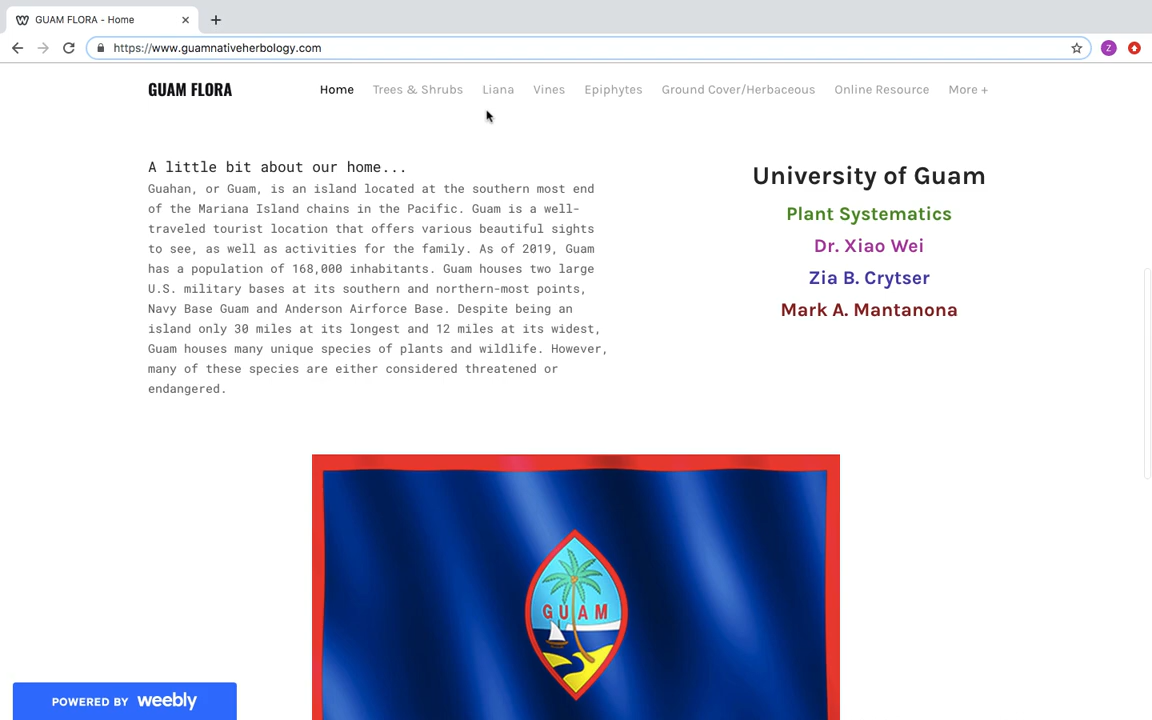 GUAM FLORA - Home
https://www.guamnativeherbology.com
Z
GUAM FLORA
Home
Trees & Shrubs
Liana
Vines
Epiphytes
Ground Cover/Herbaceous
Online Resource
More +
A little bit about our home...
Guahan, or Guam, is an island located at the southern most end
of the Mariana Island chains in the Pacific. Guam is a well-
traveled tourist location that offers various beautiful sights
to see, as well as activities for the family. As of 2019, Guam
has a population of 168,000 inhabitants. Guam houses two large
U.S. military bases at its southern and northern-most points,
Navy Base Guam and Anderson Airforce Base. Despite being an
island only 30 miles at its longest and 12 miles at its widest,
Guam houses many unique species of plants and wildlife. However,
many of these species are either considered threatened or
endangered.
University of Guam
Plant Systematics
Dr. Xiao Wei
Zia B. Crytser
Mark A. Mantanona
GUAM
POWERED BY weebly